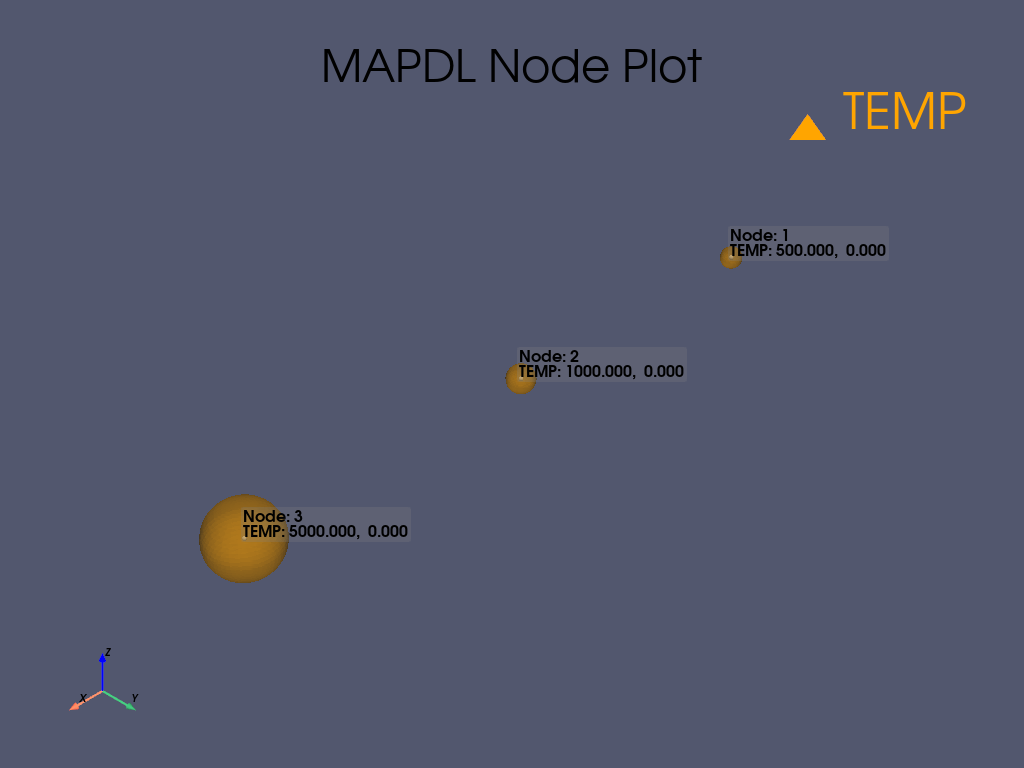 MAPDL Node Plot
TEMP
Node: 1
TEMP: 500.000, 0.000
Node: 2
TEMP: 1000.000, 0.000
Node: 3
TEMP: 5000.000, 0.000
Z
X
Y